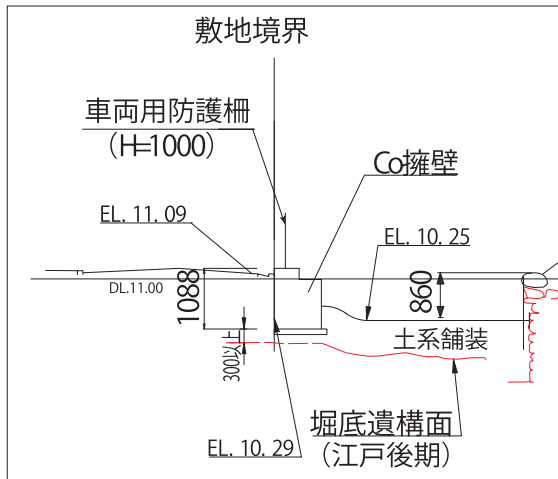 敷地境界
車両用防護柵
(H=1000)
Co擁壁
EL. 11. 09
EL. 10. 25
DL.11.00
1088
860
300以上
土系舗装
堀底遺構面
(江戸後期)
EL. 10. 29